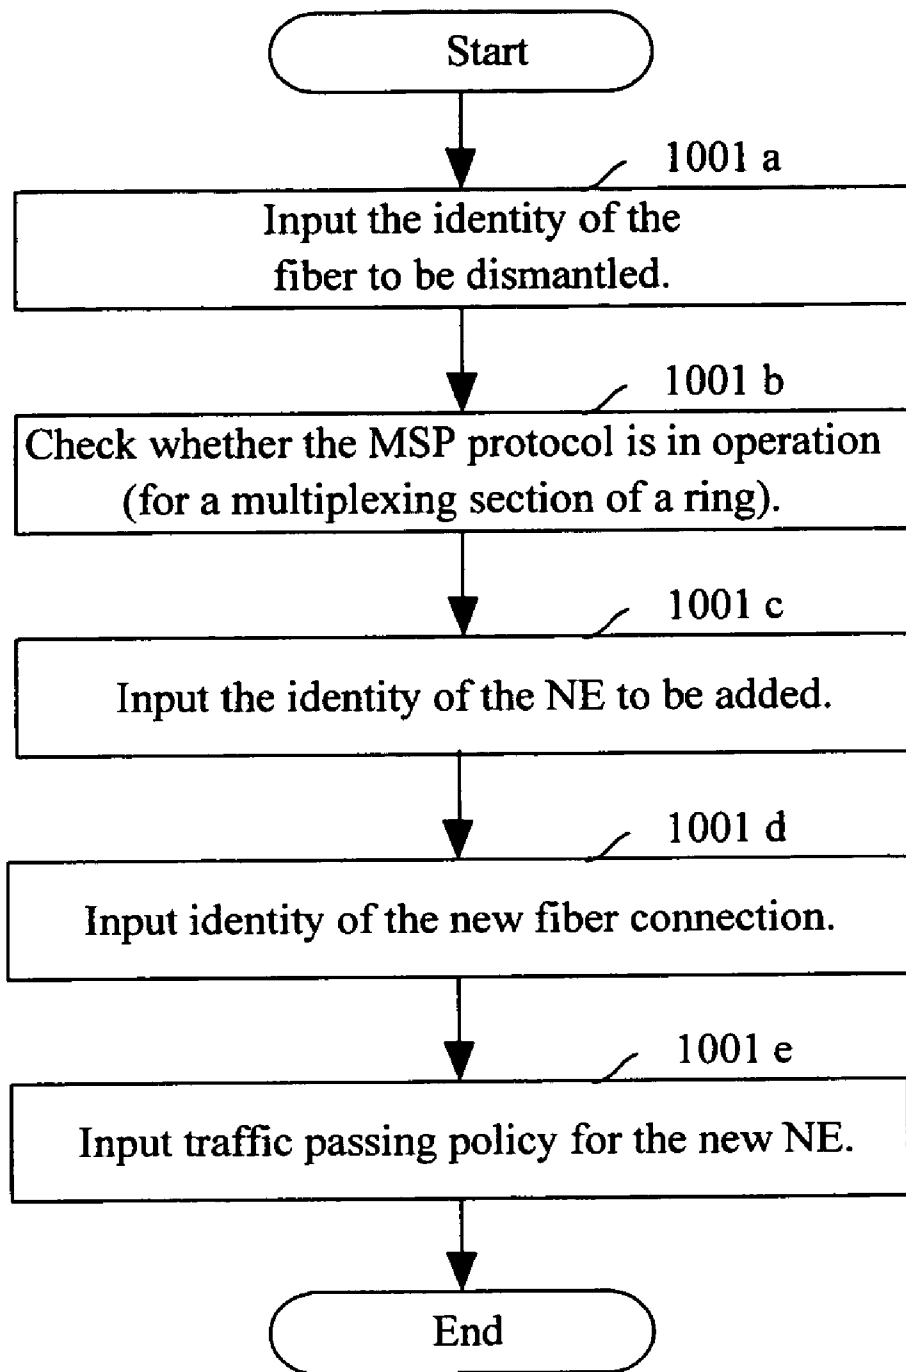 Start
1001 a
Input the identity of the
fiber to be dismantled.
1001 b
Check whether the MSP protocol is in operation
(for a multiplexing section of a ring).
1001 c
Input the identity of the NE to be added.
1001 d
Input identity of the new fiber connection.
1001 e
Input traffic passing policy for the new NE.
End